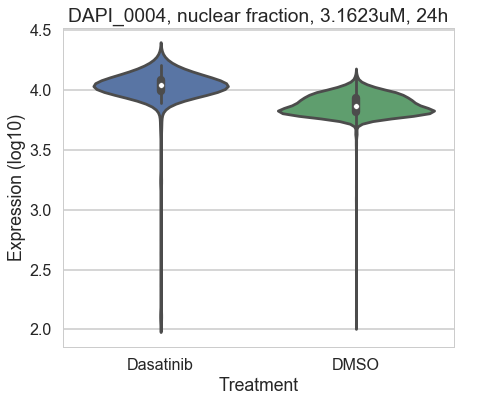 DAPI_0004, nuclear fraction, 3.1623uM, 24h
Expression (log10)
4.5
4.0
3.5
3.0
2.5
2.0
Dasatinib
DMSO
Treatment